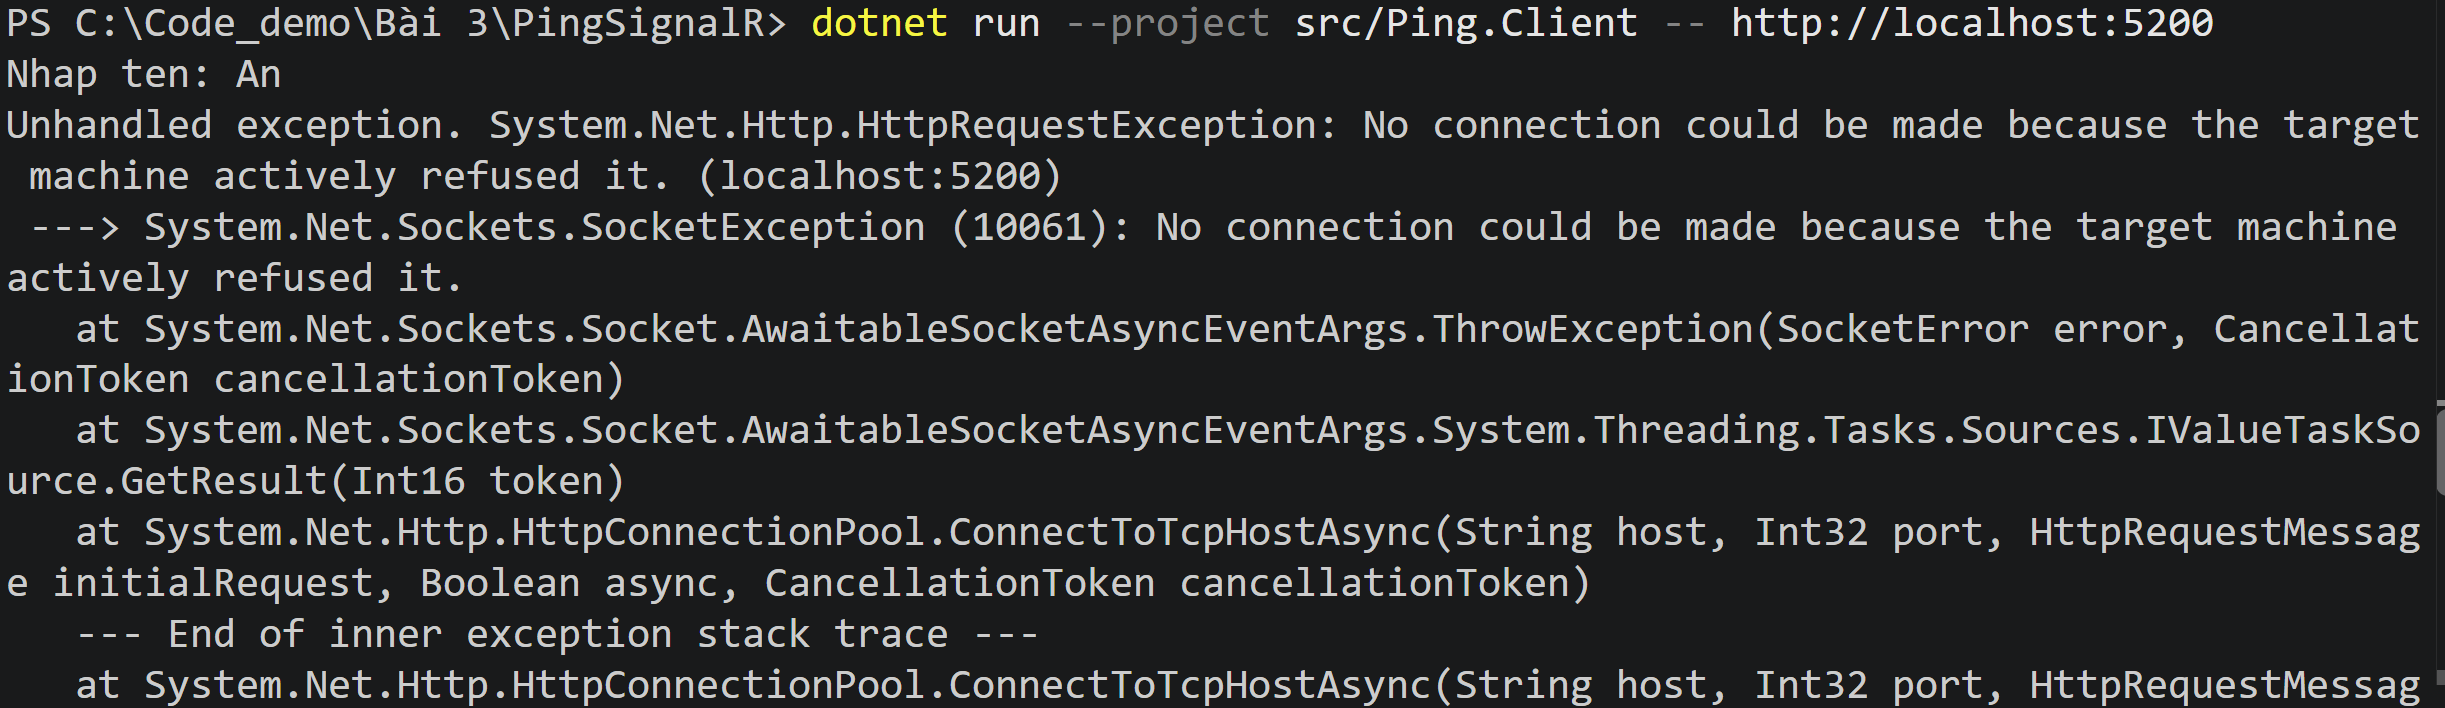 PS C:\Code_demo\Bài 3\PingSignalR> dotnet run --project src/Ping.Client -- http://localhost:5200
Nhap ten: An
Unhandled exception. System.Net.Http.HttpRequestException: No connection could be made because the target
 machine actively refused it. (localhost:5200)
 ---> System.Net.Sockets.SocketException (10061): No connection could be made because the target machine
actively refused it.
   at System.Net.Sockets.Socket.AwaitableSocketAsyncEventArgs.ThrowException(SocketError error, Cancellat
ionToken cancellationToken)
   at System.Net.Sockets.Socket.AwaitableSocketAsyncEventArgs.System.Threading.Tasks.Sources.IValueTaskSo
urce.GetResult(Int16 token)
   at System.Net.Http.HttpConnectionPool.ConnectToTcpHostAsync(String host, Int32 port, HttpRequestMessag
e initialRequest, Boolean async, CancellationToken cancellationToken)
   --- End of inner exception stack trace ---
   at System.Net.Http.HttpConnectionPool.ConnectToTcpHostAsync(String host, Int32 port, HttpRequestMessag